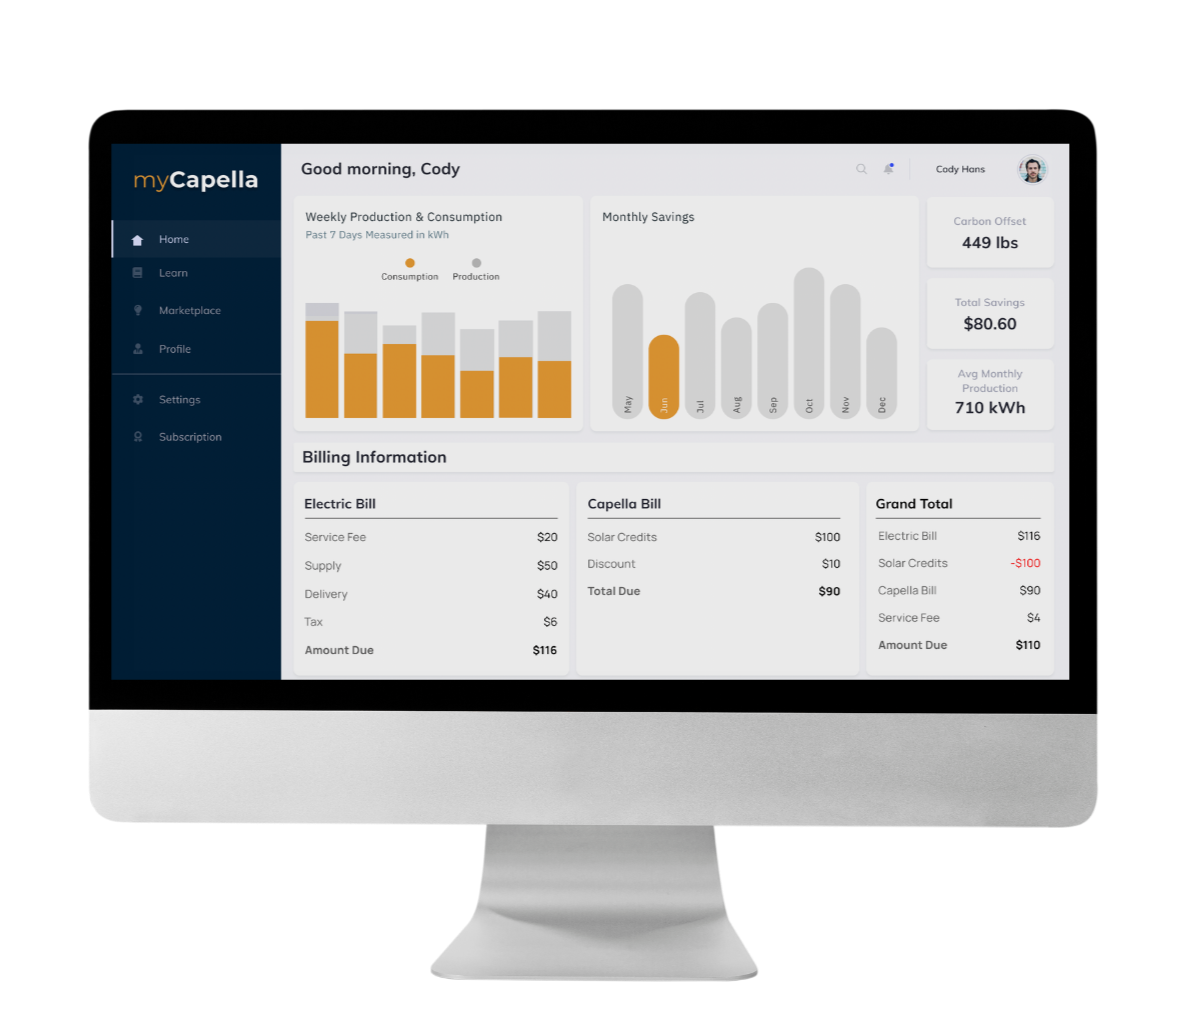 myCapella
Home
Learn
Marketplace
Profile
Settings
Subscription
Good morning, Cody
Cody Hans
Weekly Production & Consumption
Past 7 Days Measured in kWh
Consumption Production
Monthly Savings
May Jun Jul Aug Sep Oct Nov Dec
Carbon Offset
449 lbs
Total Savings
$80.60
Avg Monthly
Production
710 kWh
Billing Information
Electric Bill
Service Fee $20
Supply $50
Delivery $40
Tax $6
Amount Due $116
Capella Bill
Solar Credits $100
Discount $10
Total Due $90
Grand Total
Electric Bill $116
Solar Credits -$100
Capella Bill $90
Service Fee $4
Amount Due $110